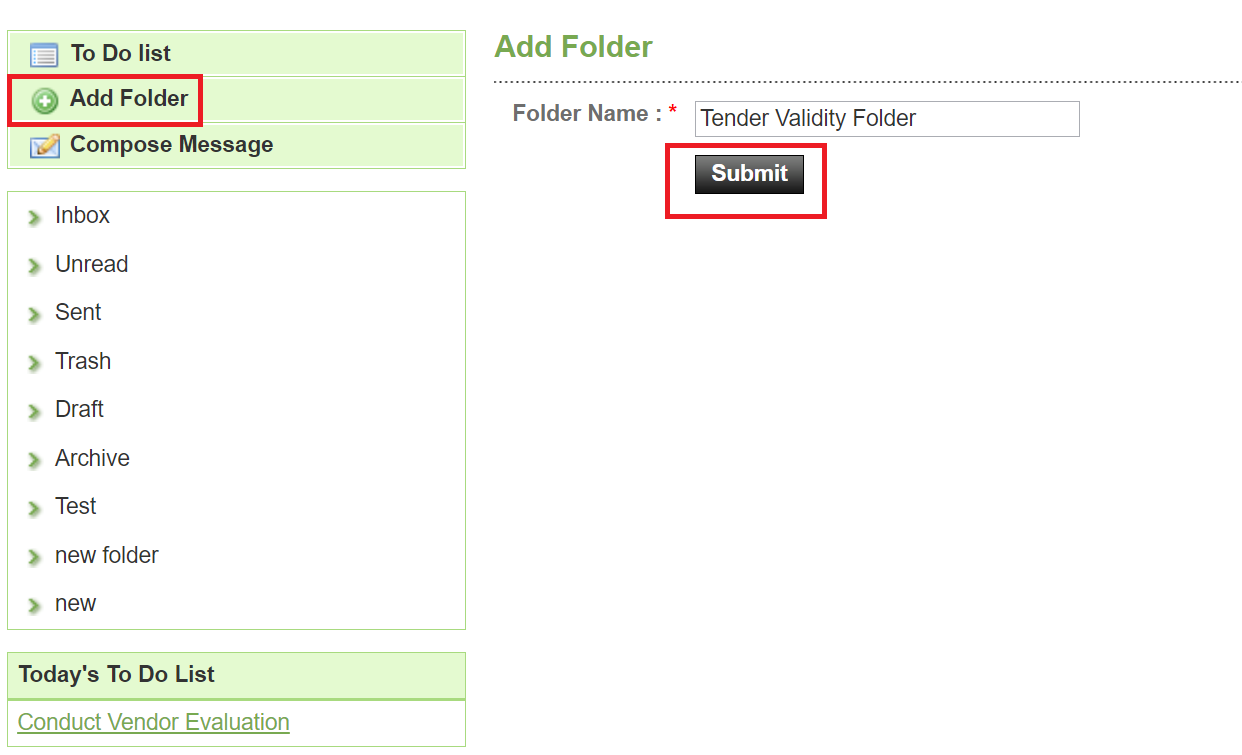 To Do list
Add Folder
Compose Message
Inbox
Unread
Sent
Trash
Draft
Archive
Test
new folder
new
Today's To Do List
Conduct Vendor Evaluation
Add Folder
Folder Name : * Tender Validity Folder
Submit